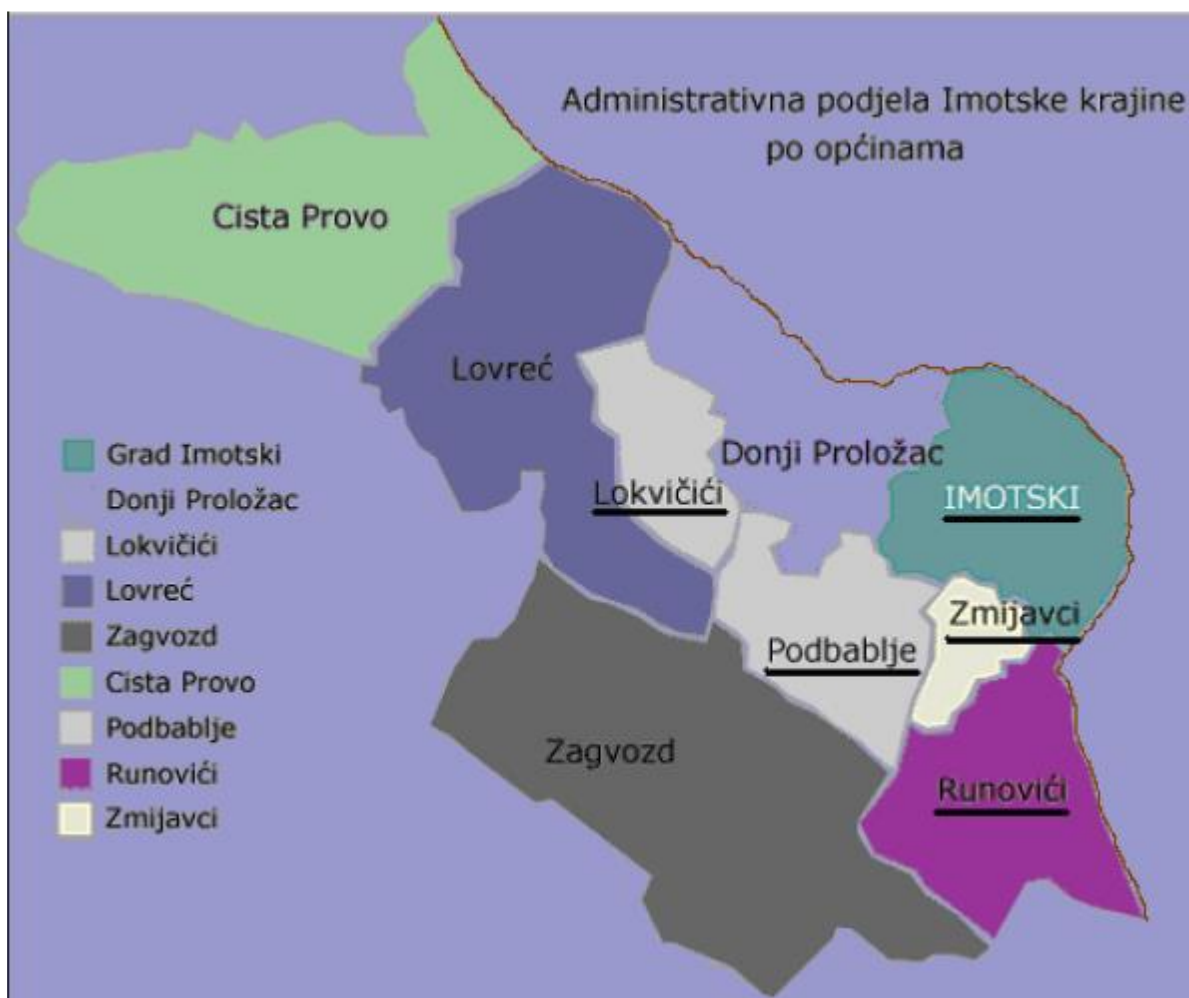 Administrativna podjela Imotske krajine
po općinama
Cista Provo
Lovreć
Donji Proložac
Lokvičići
IMOTSKI
Zmijavci
Podbablje
Zagvozd
Runovići
Grad Imotski
Donji Proložac
Lokvičići
Lovreć
Zagvozd
Cista Provo
Podbablje
Runovići
Zmijavci